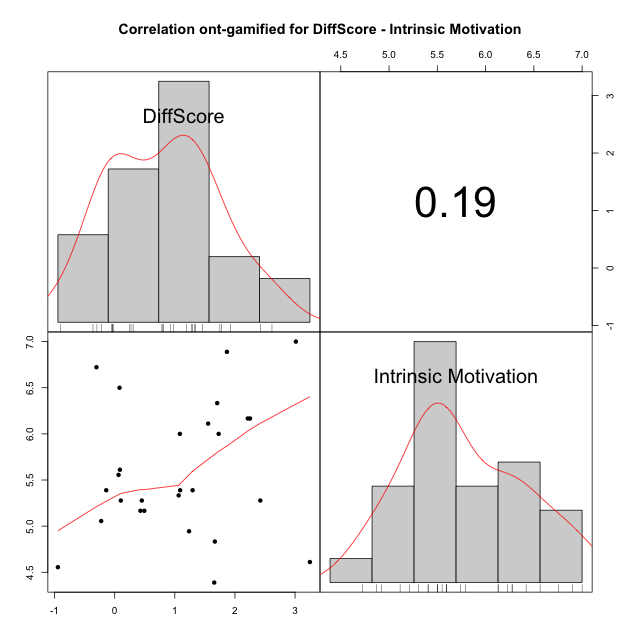 Correlation ont-gamified for DiffScore - Intrinsic Motivation
4.5 5.0 5.5 6.0 6.5 7.0
DiffScore
3
2
0.19
1
0
-1
7.0
6.5
6.0
5.5
5.0
4.5
Intrinsic Motivation
-1 0 1 2 3